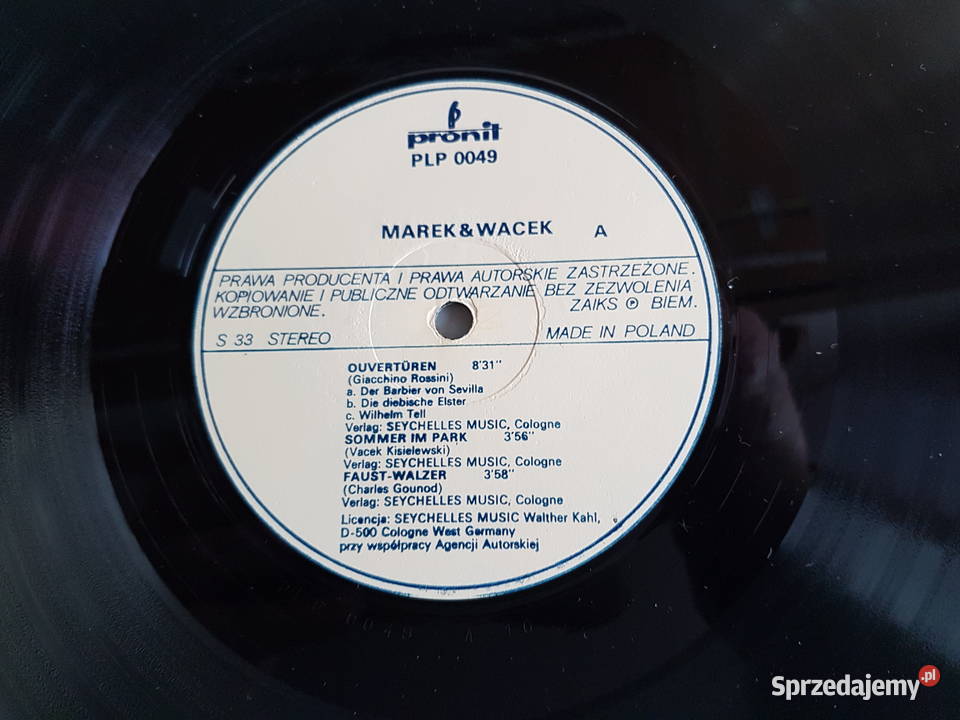 pronit
PLP 0049
MAREK & WACEK A
PRAWA PRODUCENTA I PRAWA AUTORSKIE ZASTRZEŻONE.
KOPIOWANIE I PUBLICZNE ODTWARZANIE BEZ ZEZWOLENIA
WZBRONIONE. ZAIKS ℗ BIEM.
S 33 STEREO MADE IN POLAND
OUVERTÜREN 8'31"
(Giacchino Rossini)
a. Der Barbier von Sevilla
b. Die diebische Elster
c. Wilhelm Tell
Verlag: SEYCHELLES MUSIC, Cologne
SOMMER IM PARK 3'56"
(Vacek Kisielewski)
Verlag: SEYCHELLES MUSIC, Cologne
FAUST-WALZER 3'58"
(Charles Gounod)
Verlag: SEYCHELLES MUSIC, Cologne
Licencja: SEYCHELLES MUSIC Walther Kahl,
D-500 Cologne West Germany
przy współpracy Agencji Autorskiej
Sprzedajemy.pl